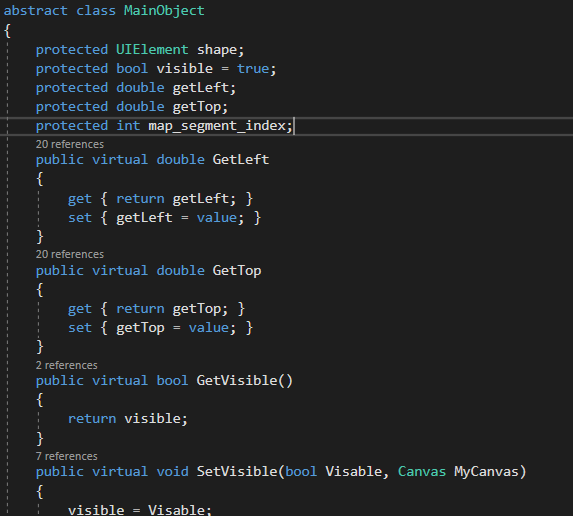 abstract class MainObject
{
protected UIElement shape;
protected bool visible = true;
protected double getLeft;
protected double getTop;
protected int map_segment_index;
20 references
public virtual double GetLeft
{
get { return getLeft; }
set { getLeft = value; }
}
20 references
public virtual double GetTop
{
get { return getTop; }
set { getTop = value; }
}
2 references
public virtual bool GetVisible()
{
return visible;
}
7 references
public virtual void SetVisible(bool Visable, Canvas MyCanvas)
{
visible = Visable;